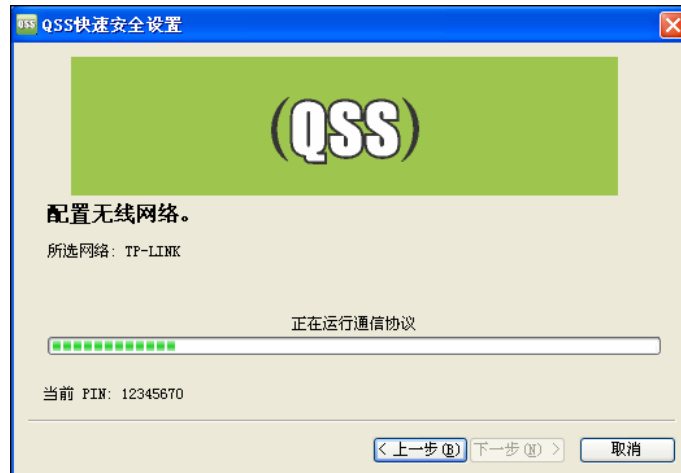 QSS QSS快速安全设置
(QSS)
配置无线网络。
所选网络: TP-LINK
正在运行通信协议
当前 PIN: 12345670
< 上一步(B) 下一步(N) > 取消